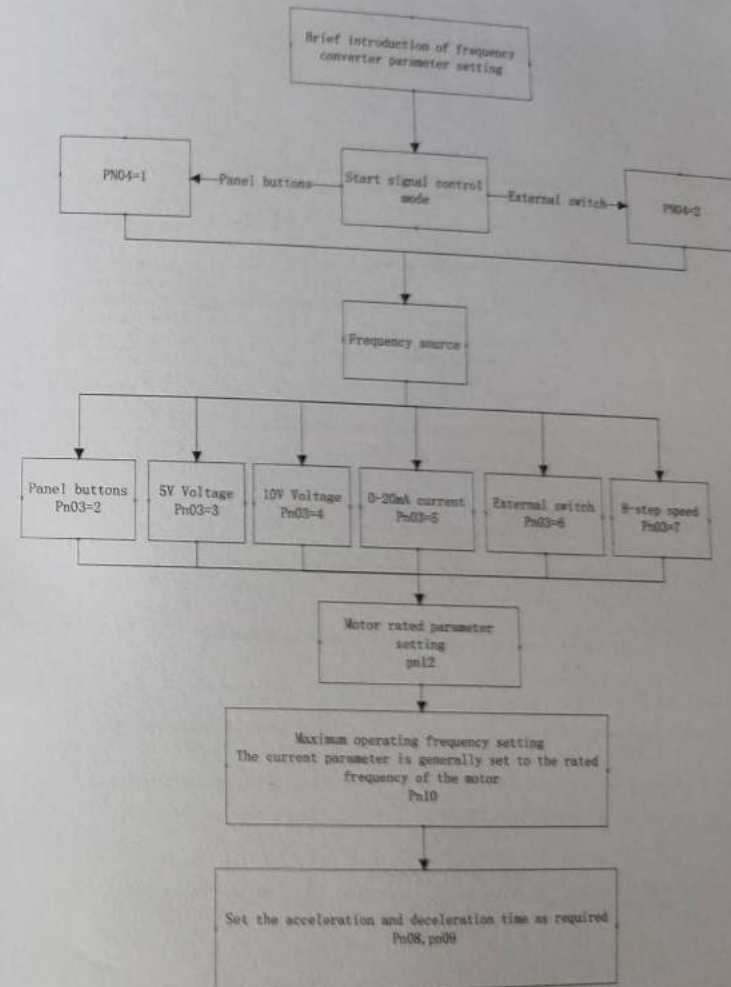 Brief introduction of frequency
converter parameter setting
PN04=1
Panel buttons
Start signal control
mode
External switch
PN04=2
Frequency source
Panel buttons
Pn03=2
5V Voltage
Pn03=3
10V Voltage
Pn03=4
0-20mA current
Pn03=5
External switch
Pn03=6
8-step speed
Pn03=7
Motor rated parameter
setting
pn12
Maximum operating frequency setting
The current parameter is generally set to the rated
frequency of the motor
Pn10
Set the acceleration and deceleration time as required
Pn08,pn09